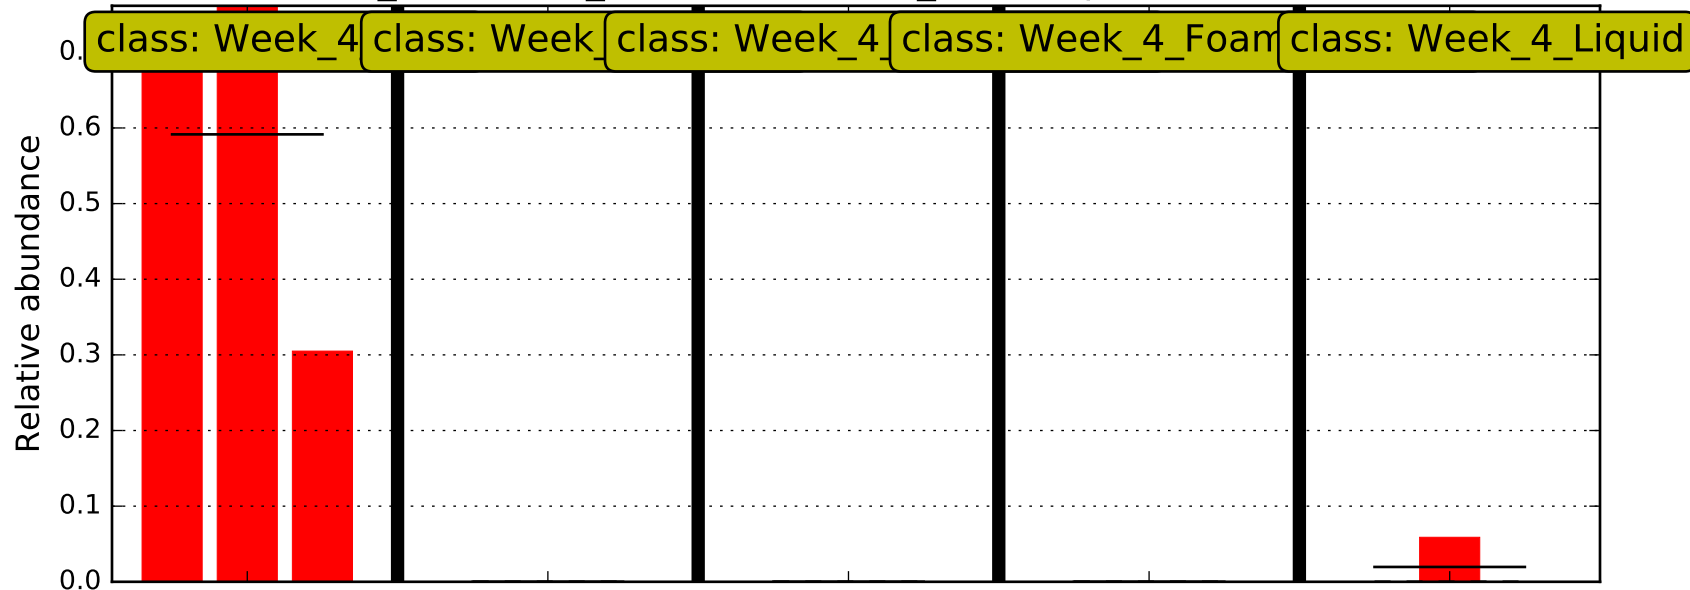 class: Week_4
class: Week_
class: Week_4_
class: Week_4_Foam
class: Week_4_Liquid
0.
0.6
0.5
0.4
0.3
0.2
0.1
0.0
Relative abundance